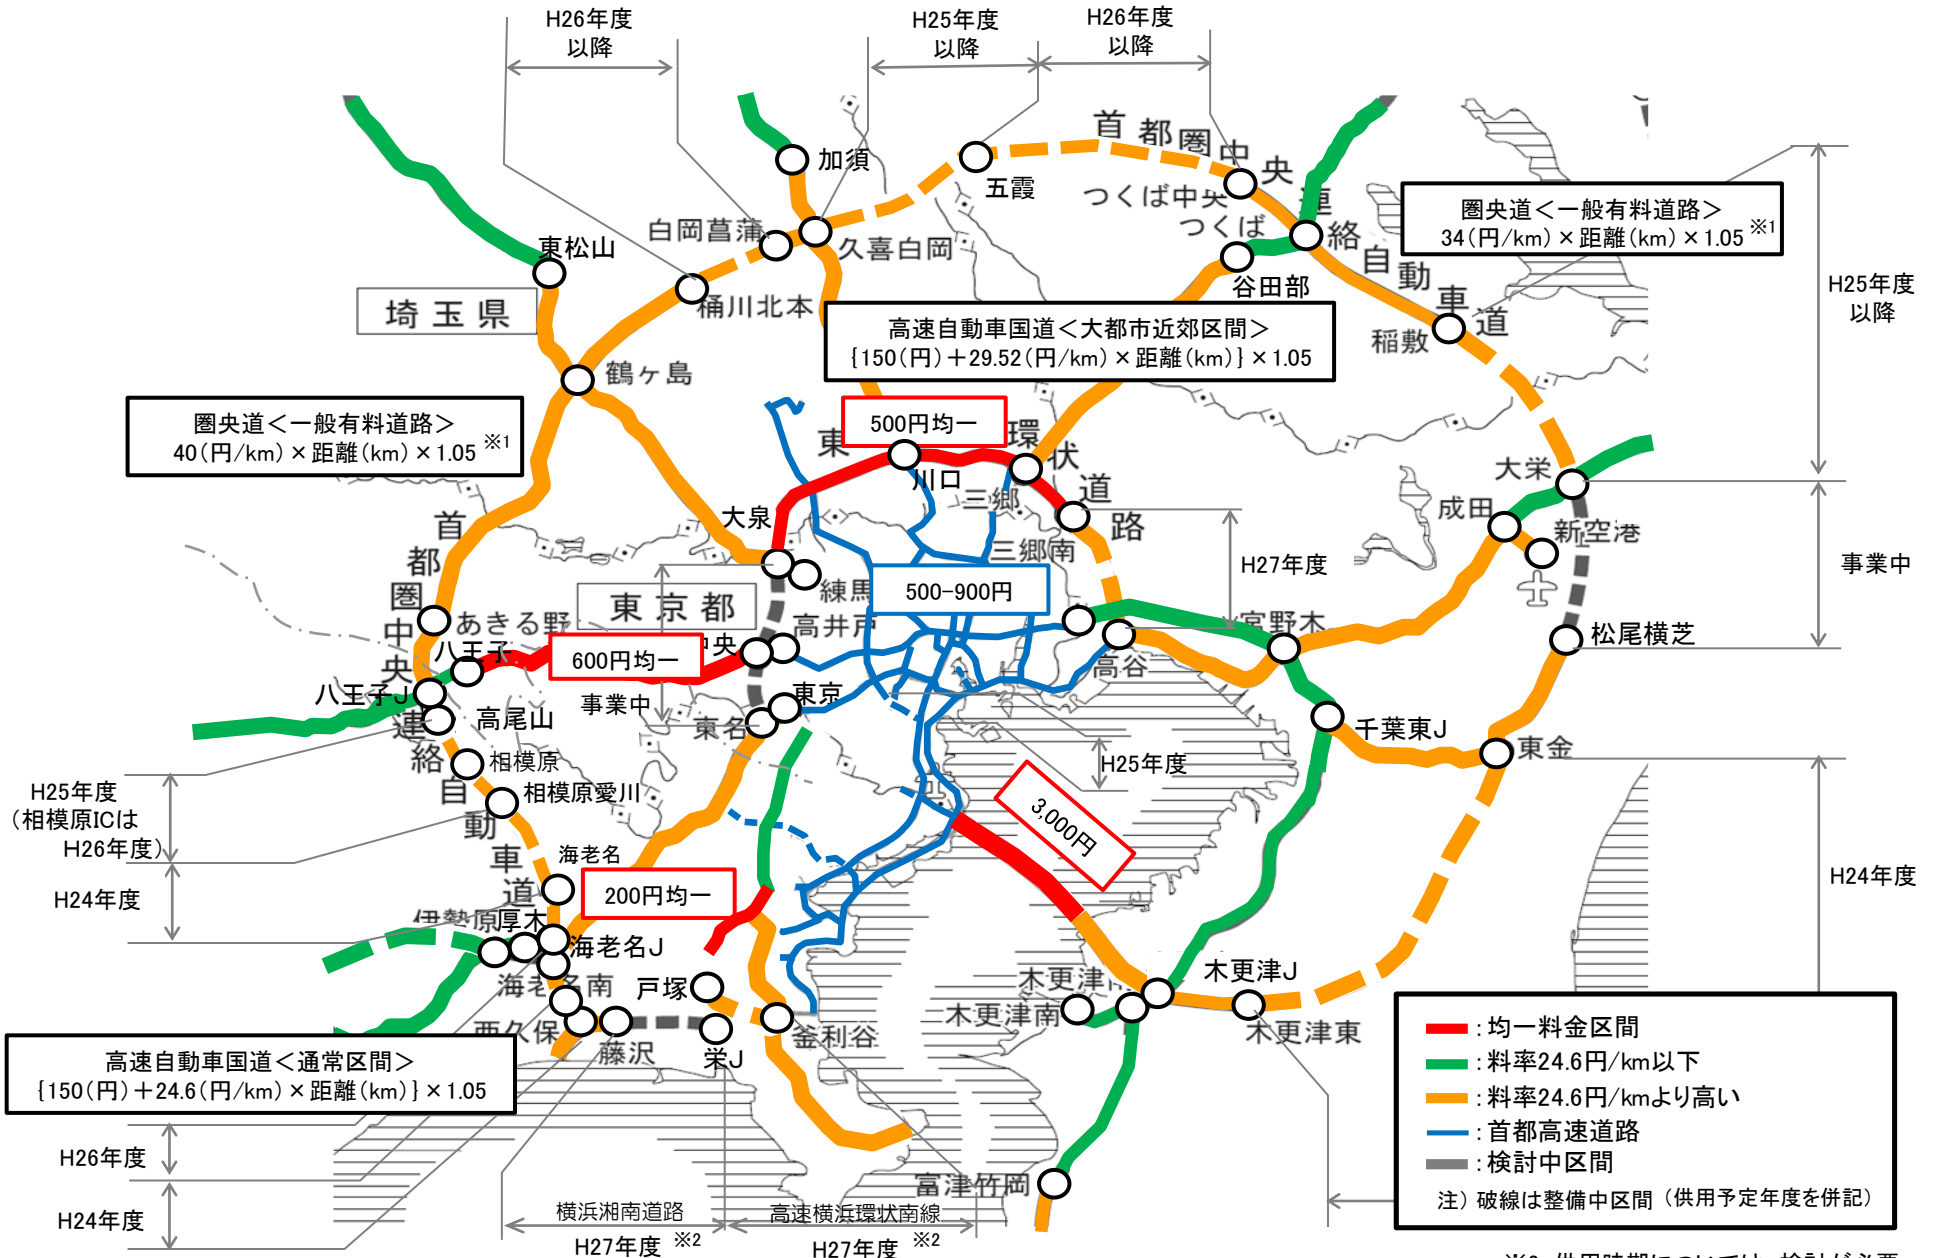 H26年度
以降
H25年度
以降
H26年度
以降
首都圏中央連絡自動車道
加須
五霞
つくば中央
つくば
圏央道＜一般有料道路＞
34(円/km)×距離(km)×1.05 ※1
白岡菖蒲
久喜白岡
東松山
谷田部
桶川北本
埼玉県
H25年度
以降
高速自動車国道＜大都市近郊区間＞
{150(円)+29.52(円/km)×距離(km)}×1.05
稲敷
鶴ヶ島
圏央道＜一般有料道路＞
40(円/km)×距離(km)×1.05 ※1
500円均一
東
環状道路
川口
三郷
大栄
成田
新空港
大泉
三郷南
H27年度
事業中
首都圏中央連絡自動車道
練馬
500-900円
東京都
あきる野
高井戸
宮野木
松尾横芝
八王子
600円均一
中央
高谷
八王子J
高尾山
事業中
東京
東名
千葉東J
東金
相模原
H25年度
H25年度
(相模原ICは
H26年度)
相模原愛川
3,000円
海老名
H24年度
200円均一
H24年度
伊勢原
厚木
海老名J
海老名南
戸塚
木更津J
木更津
木更津南
木更津東
西久保
藤沢
栄J
釜利谷
高速自動車国道＜通常区間＞
{150(円)+24.6(円/km)×距離(km)}×1.05
:均一料金区間
:料率24.6円/km以下
:料率24.6円/kmより高い
:首都高速道路
:検討中区間
注)破線は整備中区間(供用予定年度を併記)
H26年度
H24年度
富津竹岡
横浜湘南道路
H27年度 ※2
高速横浜環状南線
H27年度 ※2